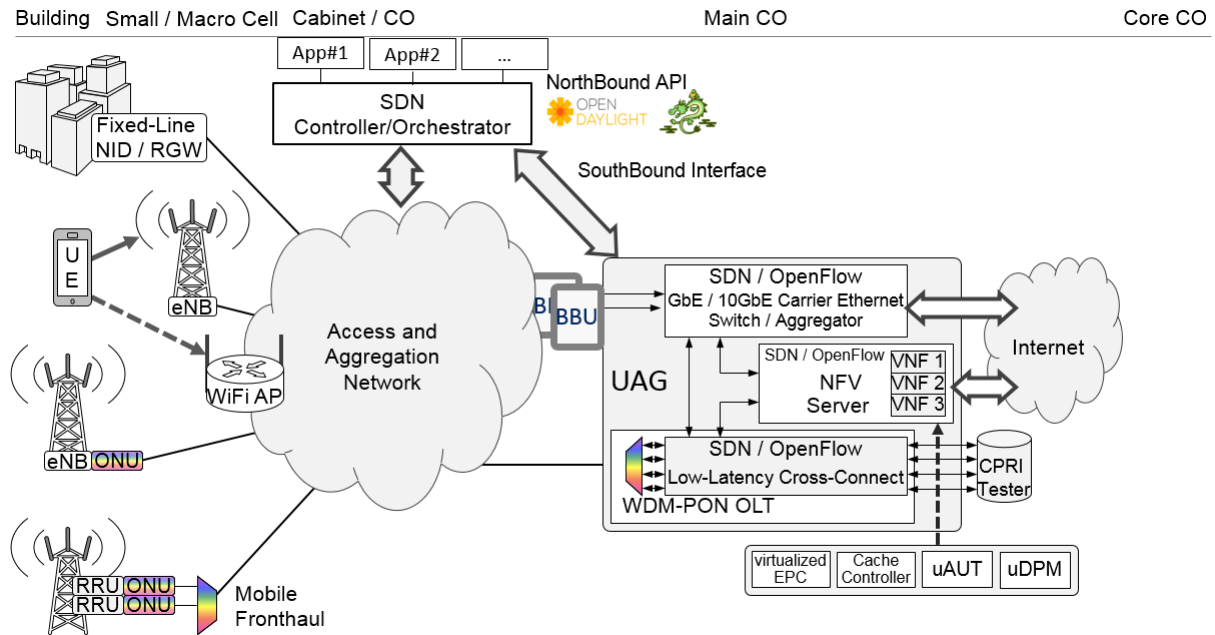 Building Small / Macro Cell Cabinet / CO Main CO Core CO
App#1 App#2 ...
SDN
Controller/Orchestrator
NorthBound API
OPEN
DAYLIGHT
SouthBound Interface
Fixed-Line
NID / RGW
U
E
eNB
WiFi AP
eNB ONU
RRU ONU
RRU ONU
Mobile
Fronthaul
Access and
Aggregation
Network
BBU
UAG
SDN / OpenFlow
GbE / 10GbE Carrier Ethernet
Switch / Aggregator
SDN / OpenFlow
NFV
Server
VNF 1
VNF 2
VNF 3
SDN / OpenFlow
Low-Latency Cross-Connect
WDM-PON OLT
Internet
CPRI
Tester
virtualized
EPC
Cache
Controller
uAUT
uDPM